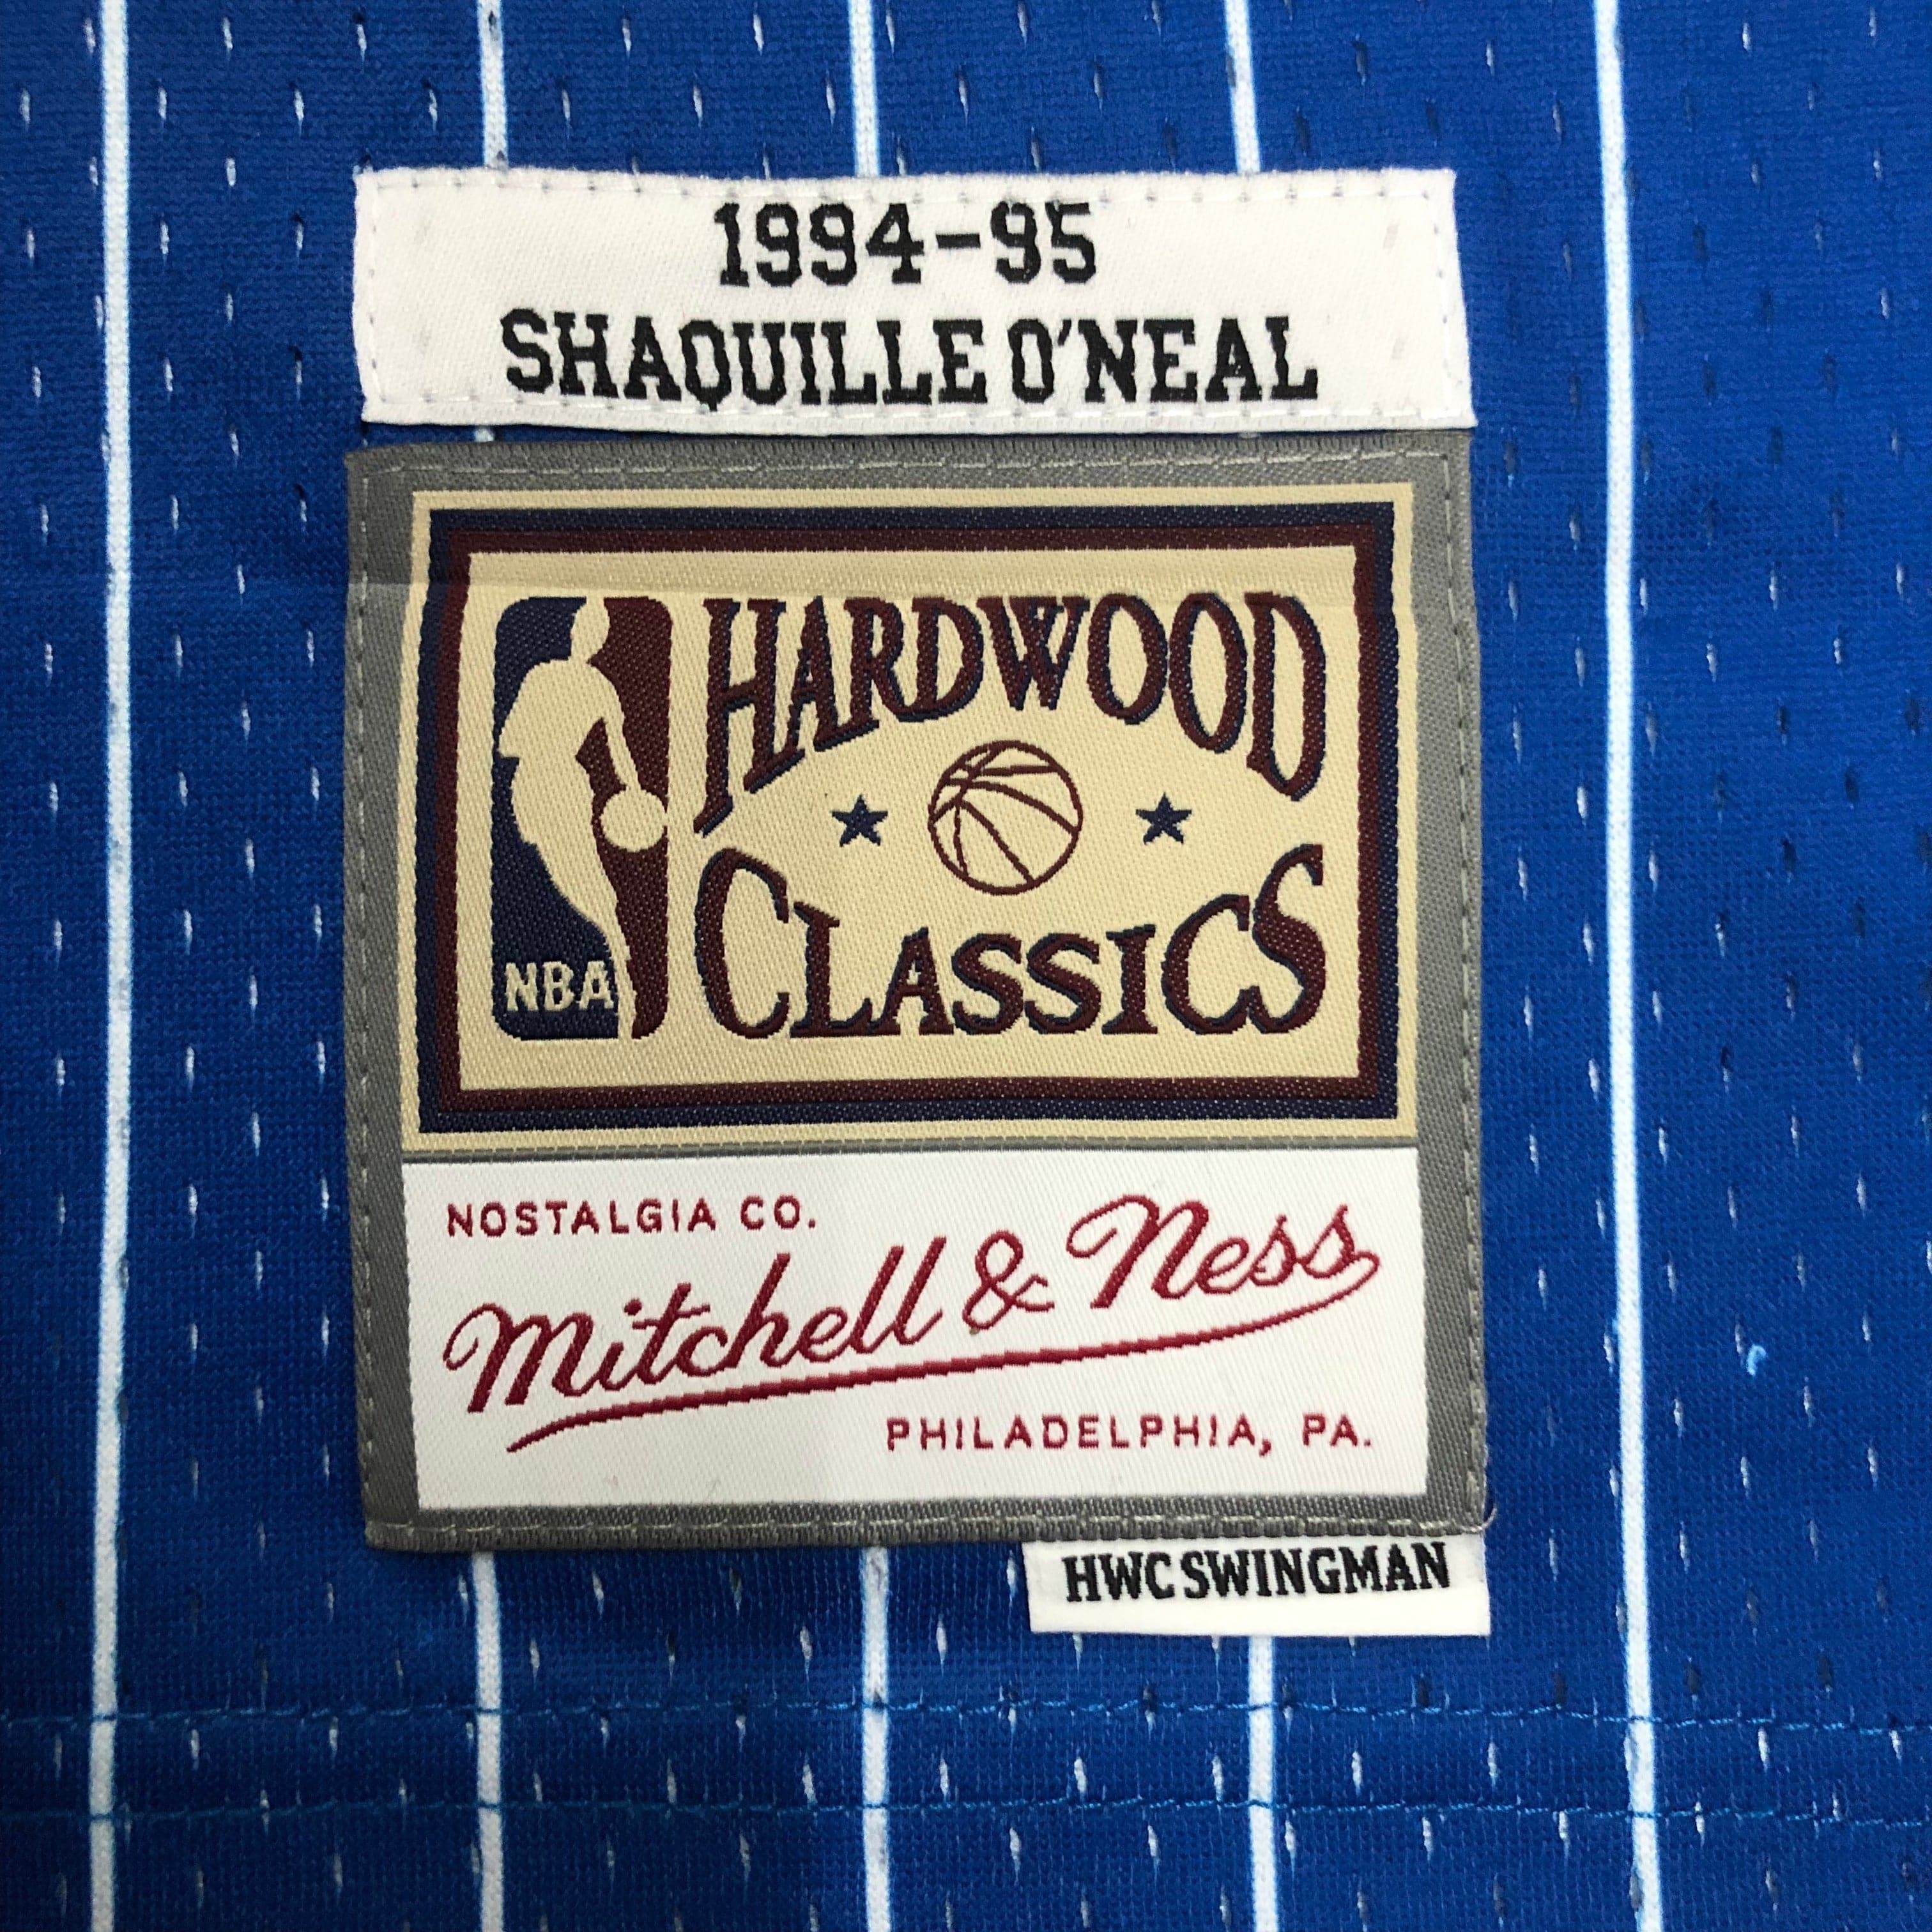 1994-95
SHAQUILLE O'NEAL
HARDWOOD
CLASSICS
NBA
NOSTALGIA CO.
Mitchell & Ness
PHILADELPHIA, PA.
HWC SWINGMAN